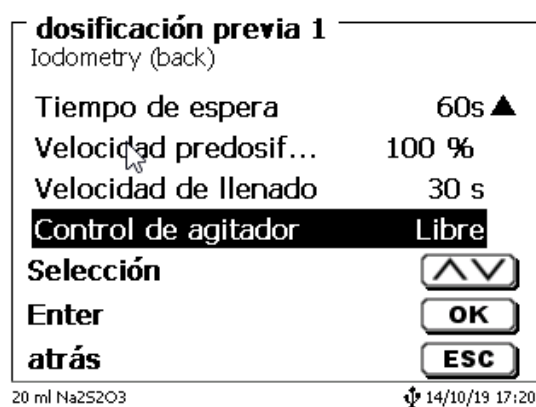 dosificación previa 1
Iodometry (back)
Tiempo de espera 60s
Velocidad predosif... 100 %
Velocidad de llenado 30 s
Control de agitador Libre
Selección
Enter OK
atrás ESC
20 ml Na2S2O3 14/10/19 17:20